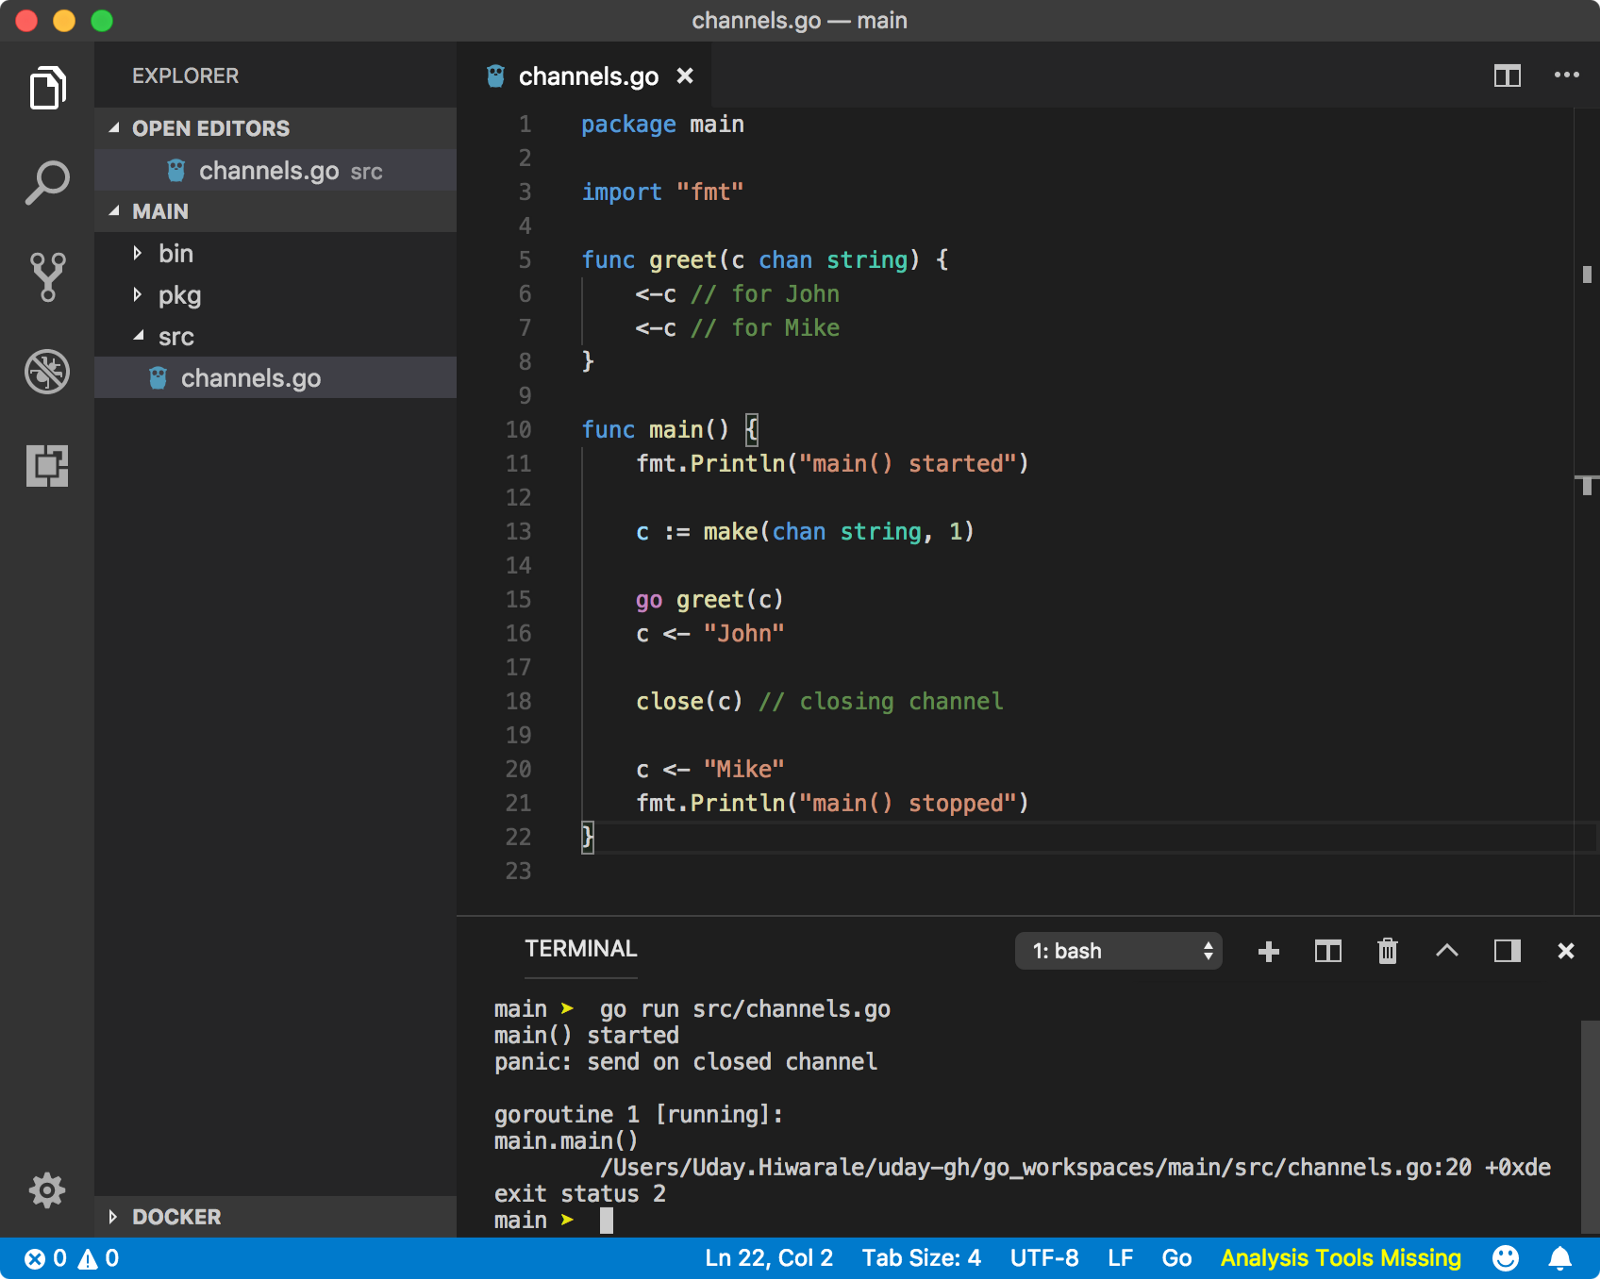 channels.go — main
EXPLORER
OPEN EDITORS
channels.go src
MAIN
bin
pkg
src
channels.go
DOCKER
channels.go
1 package main
2
3 import "fmt"
4
5 func greet(c chan string) {
6 <-c // for John
7 <-c // for Mike
8 }
9
10 func main() {
11 fmt.Println("main() started")
12
13 c := make(chan string, 1)
14
15 go greet(c)
16 c <- "John"
17
18 close(c) // closing channel
19
20 c <- "Mike"
21 fmt.Println("main() stopped")
22 }
23
TERMINAL
1: bash
main ➤ go run src/channels.go
main() started
panic: send on closed channel
goroutine 1 [running]:
main.main()
/Users/Uday.Hiwarale/uday-gh/go_workspaces/main/src/channels.go:20 +0xde
exit status 2
main ➤
0 0 Ln 22, Col 2 Tab Size: 4 UTF-8 LF Go Analysis Tools Missing